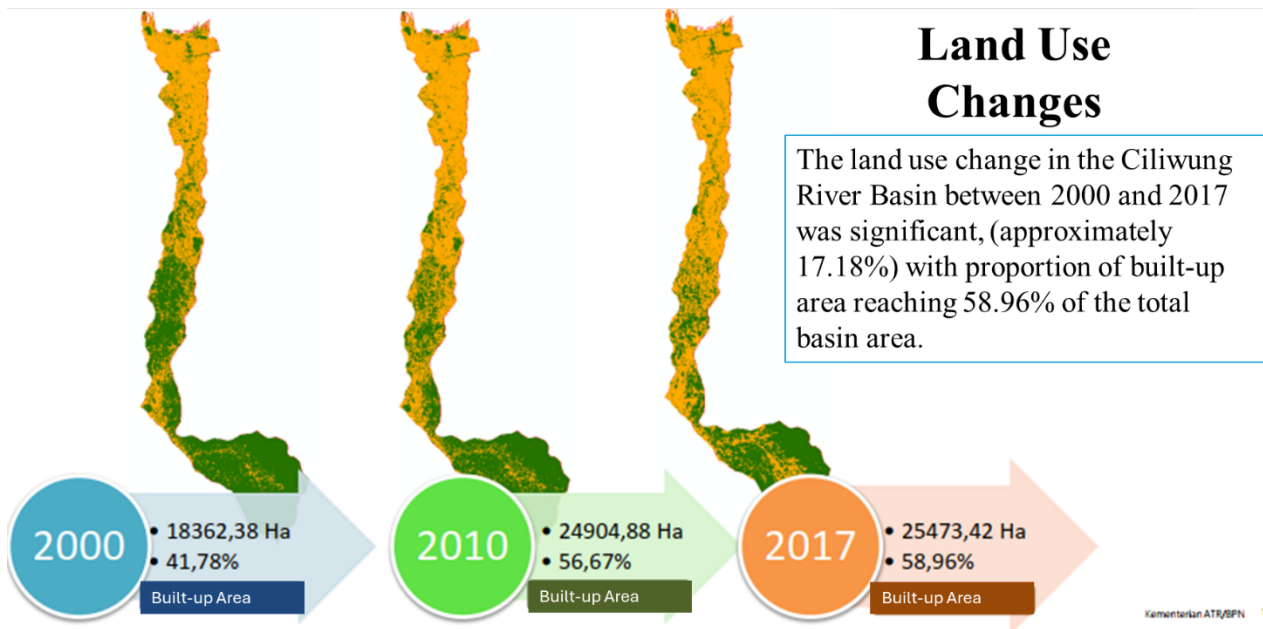 Land Use
Changes
The land use change in the Ciliwung
River Basin between 2000 and 2017
was significant, (approximately
17.18%) with proportion of built-up
area reaching 58.96% of the total
basin area.
2000
• 18362,38 Ha
• 41,78%
Built-up Area
2010
• 24904,88 Ha
• 56,67%
Built-up Area
2017
• 25473,42 Ha
• 58,96%
Built-up Area
Kementerian ATR/BPN